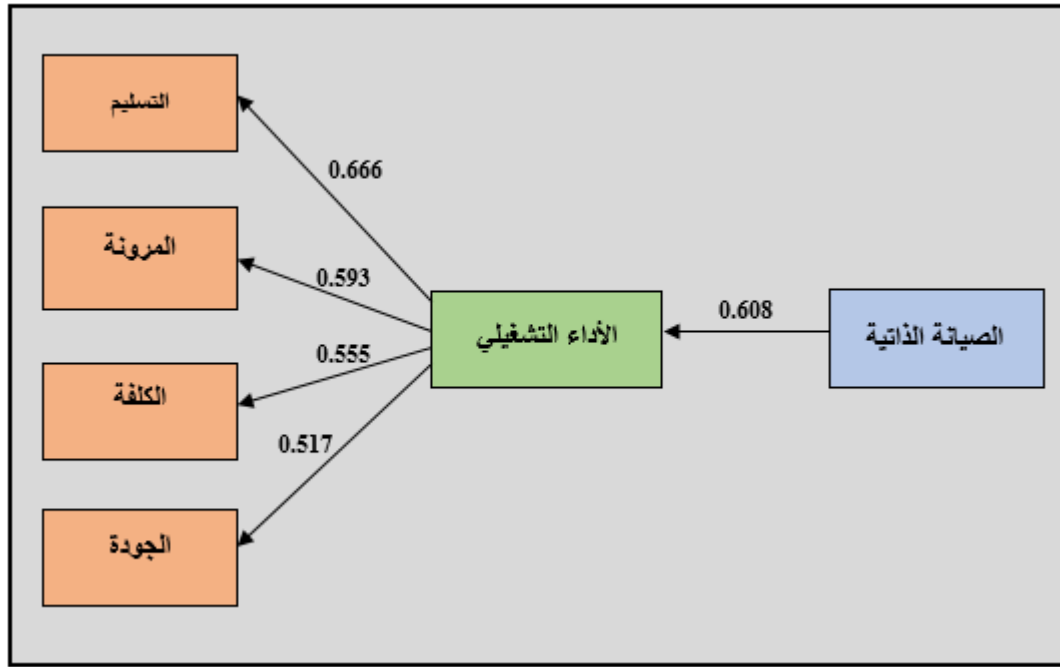 التسليم
0.666
المرونة
0.593
الأداء التشغيلي
0.608
الصيانة الذاتية
0.555
الكلفة
0.517
الجودة